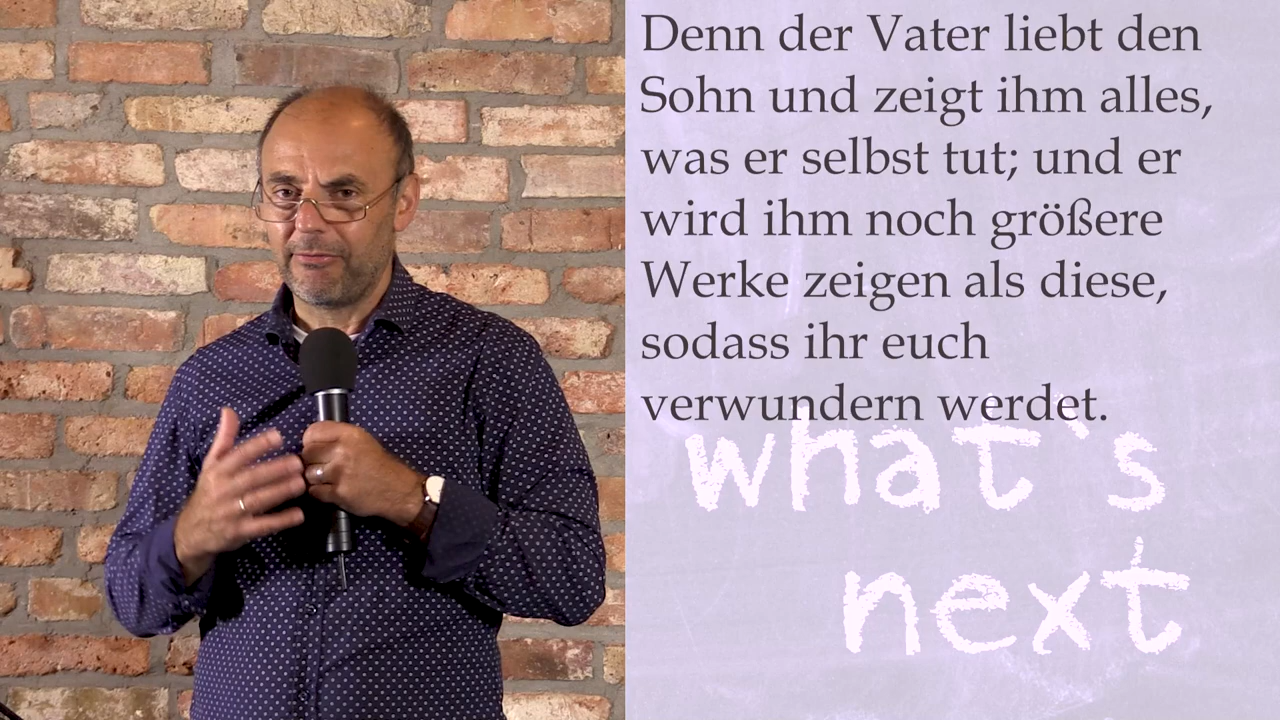 Denn der Vater liebt den
Sohn und zeigt ihm alles,
was er selbst tut; und er
wird ihm noch größere
Werke zeigen als diese,
sodass ihr euch
verwundern werdet.
what's
next